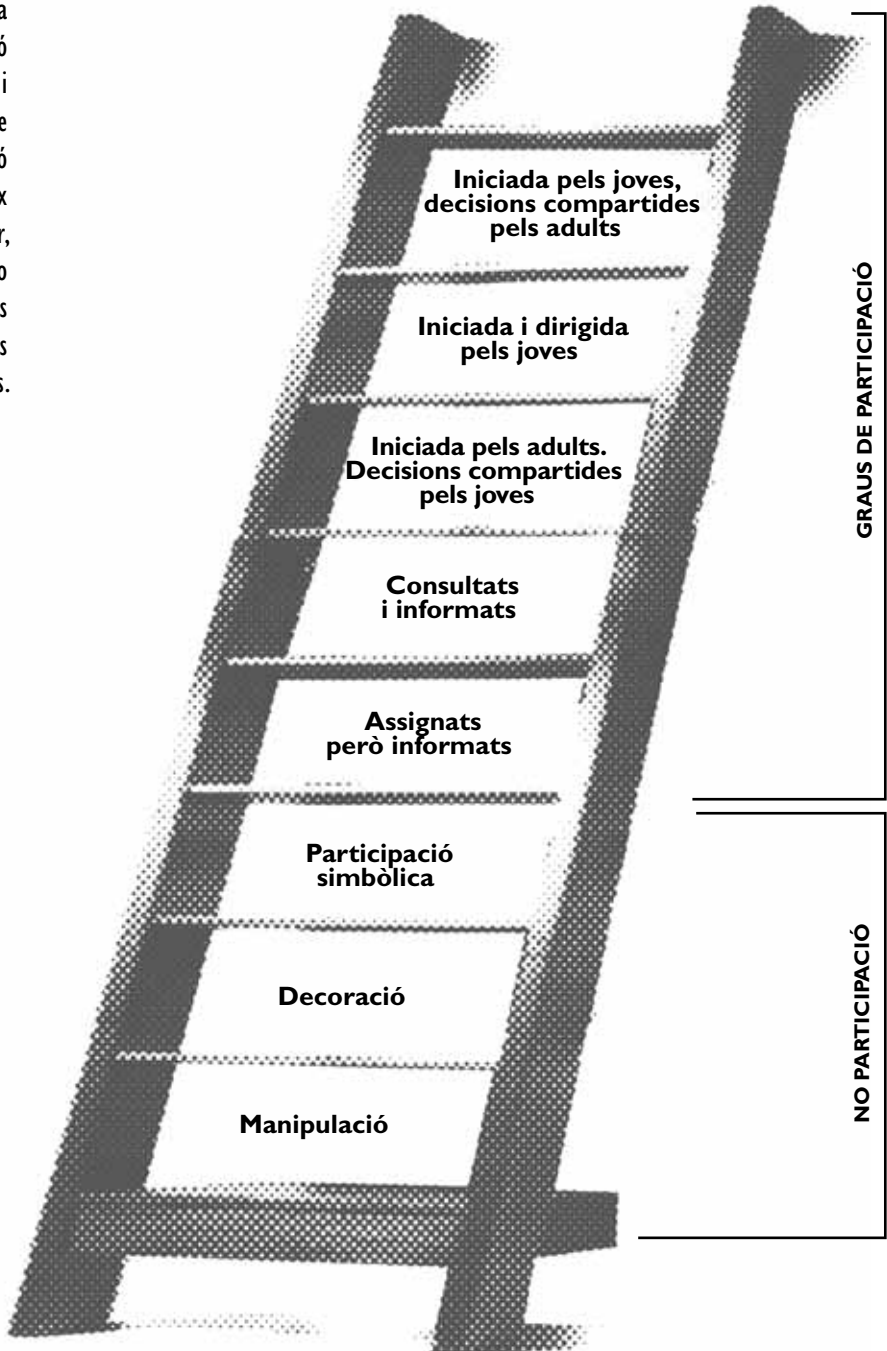 a
ó
i
e
ó
x
r,
o
s
s
s.
Iniciada pels joves,
decisions compartides
pels adults
Iniciada i dirigida
pels joves
Iniciada pels adults.
Decisions compartides
pels joves
Consultats
i informats
Assignats
però informats
Participació
simbòlica
Decoració
Manipulació
GRAUS DE PARTICIPACIÓ
NO PARTICIPACIÓ